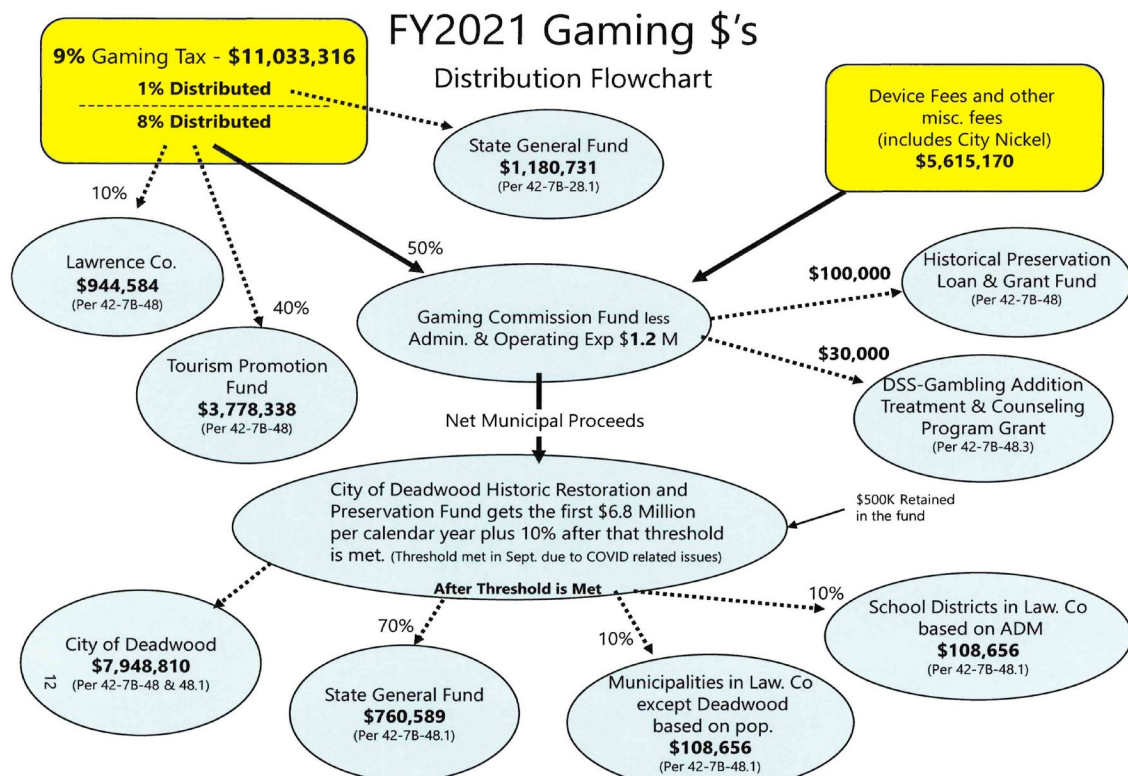 FY2021 Gaming $'s
Distribution Flowchart
9% Gaming Tax - $11,033,316
1% Distributed
8% Distributed
Device Fees and other
misc. fees
(includes City Nickel)
$5,615,170
State General Fund
$1,180,731
(Per 42-7B-28.1)
10%
50%
40%
Lawrence Co.
$944,584
(Per 42-7B-48)
Tourism Promotion
Fund
$3,778,338
(Per 42-7B-48)
Gaming Commission Fund less
Admin. & Operating Exp $1.2 M
$100,000
Historical Preservation
Loan & Grant Fund
(Per 42-7B-48)
$30,000
DSS-Gambling Addition
Treatment & Counseling
Program Grant
(Per 42-7B-48.3)
Net Municipal Proceeds
City of Deadwood Historic Restoration and
Preservation Fund gets the first $6.8 Million
per calendar year plus 10% after that threshold
is met. (Threshold met in Sept. due to COVID related issues)
After Threshold is Met
$500K Retained
in the fund
City of Deadwood
$7,948,810
(Per 42-7B-48 & 48.1)
12
70%
State General Fund
$760,589
(Per 42-7B-48.1)
10%
Municipalities in Law. Co
except Deadwood
based on pop.
$108,656
(Per 42-7B-48.1)
10%
School Districts in Law. Co
based on ADM
$108,656
(Per 42-7B-48.1)